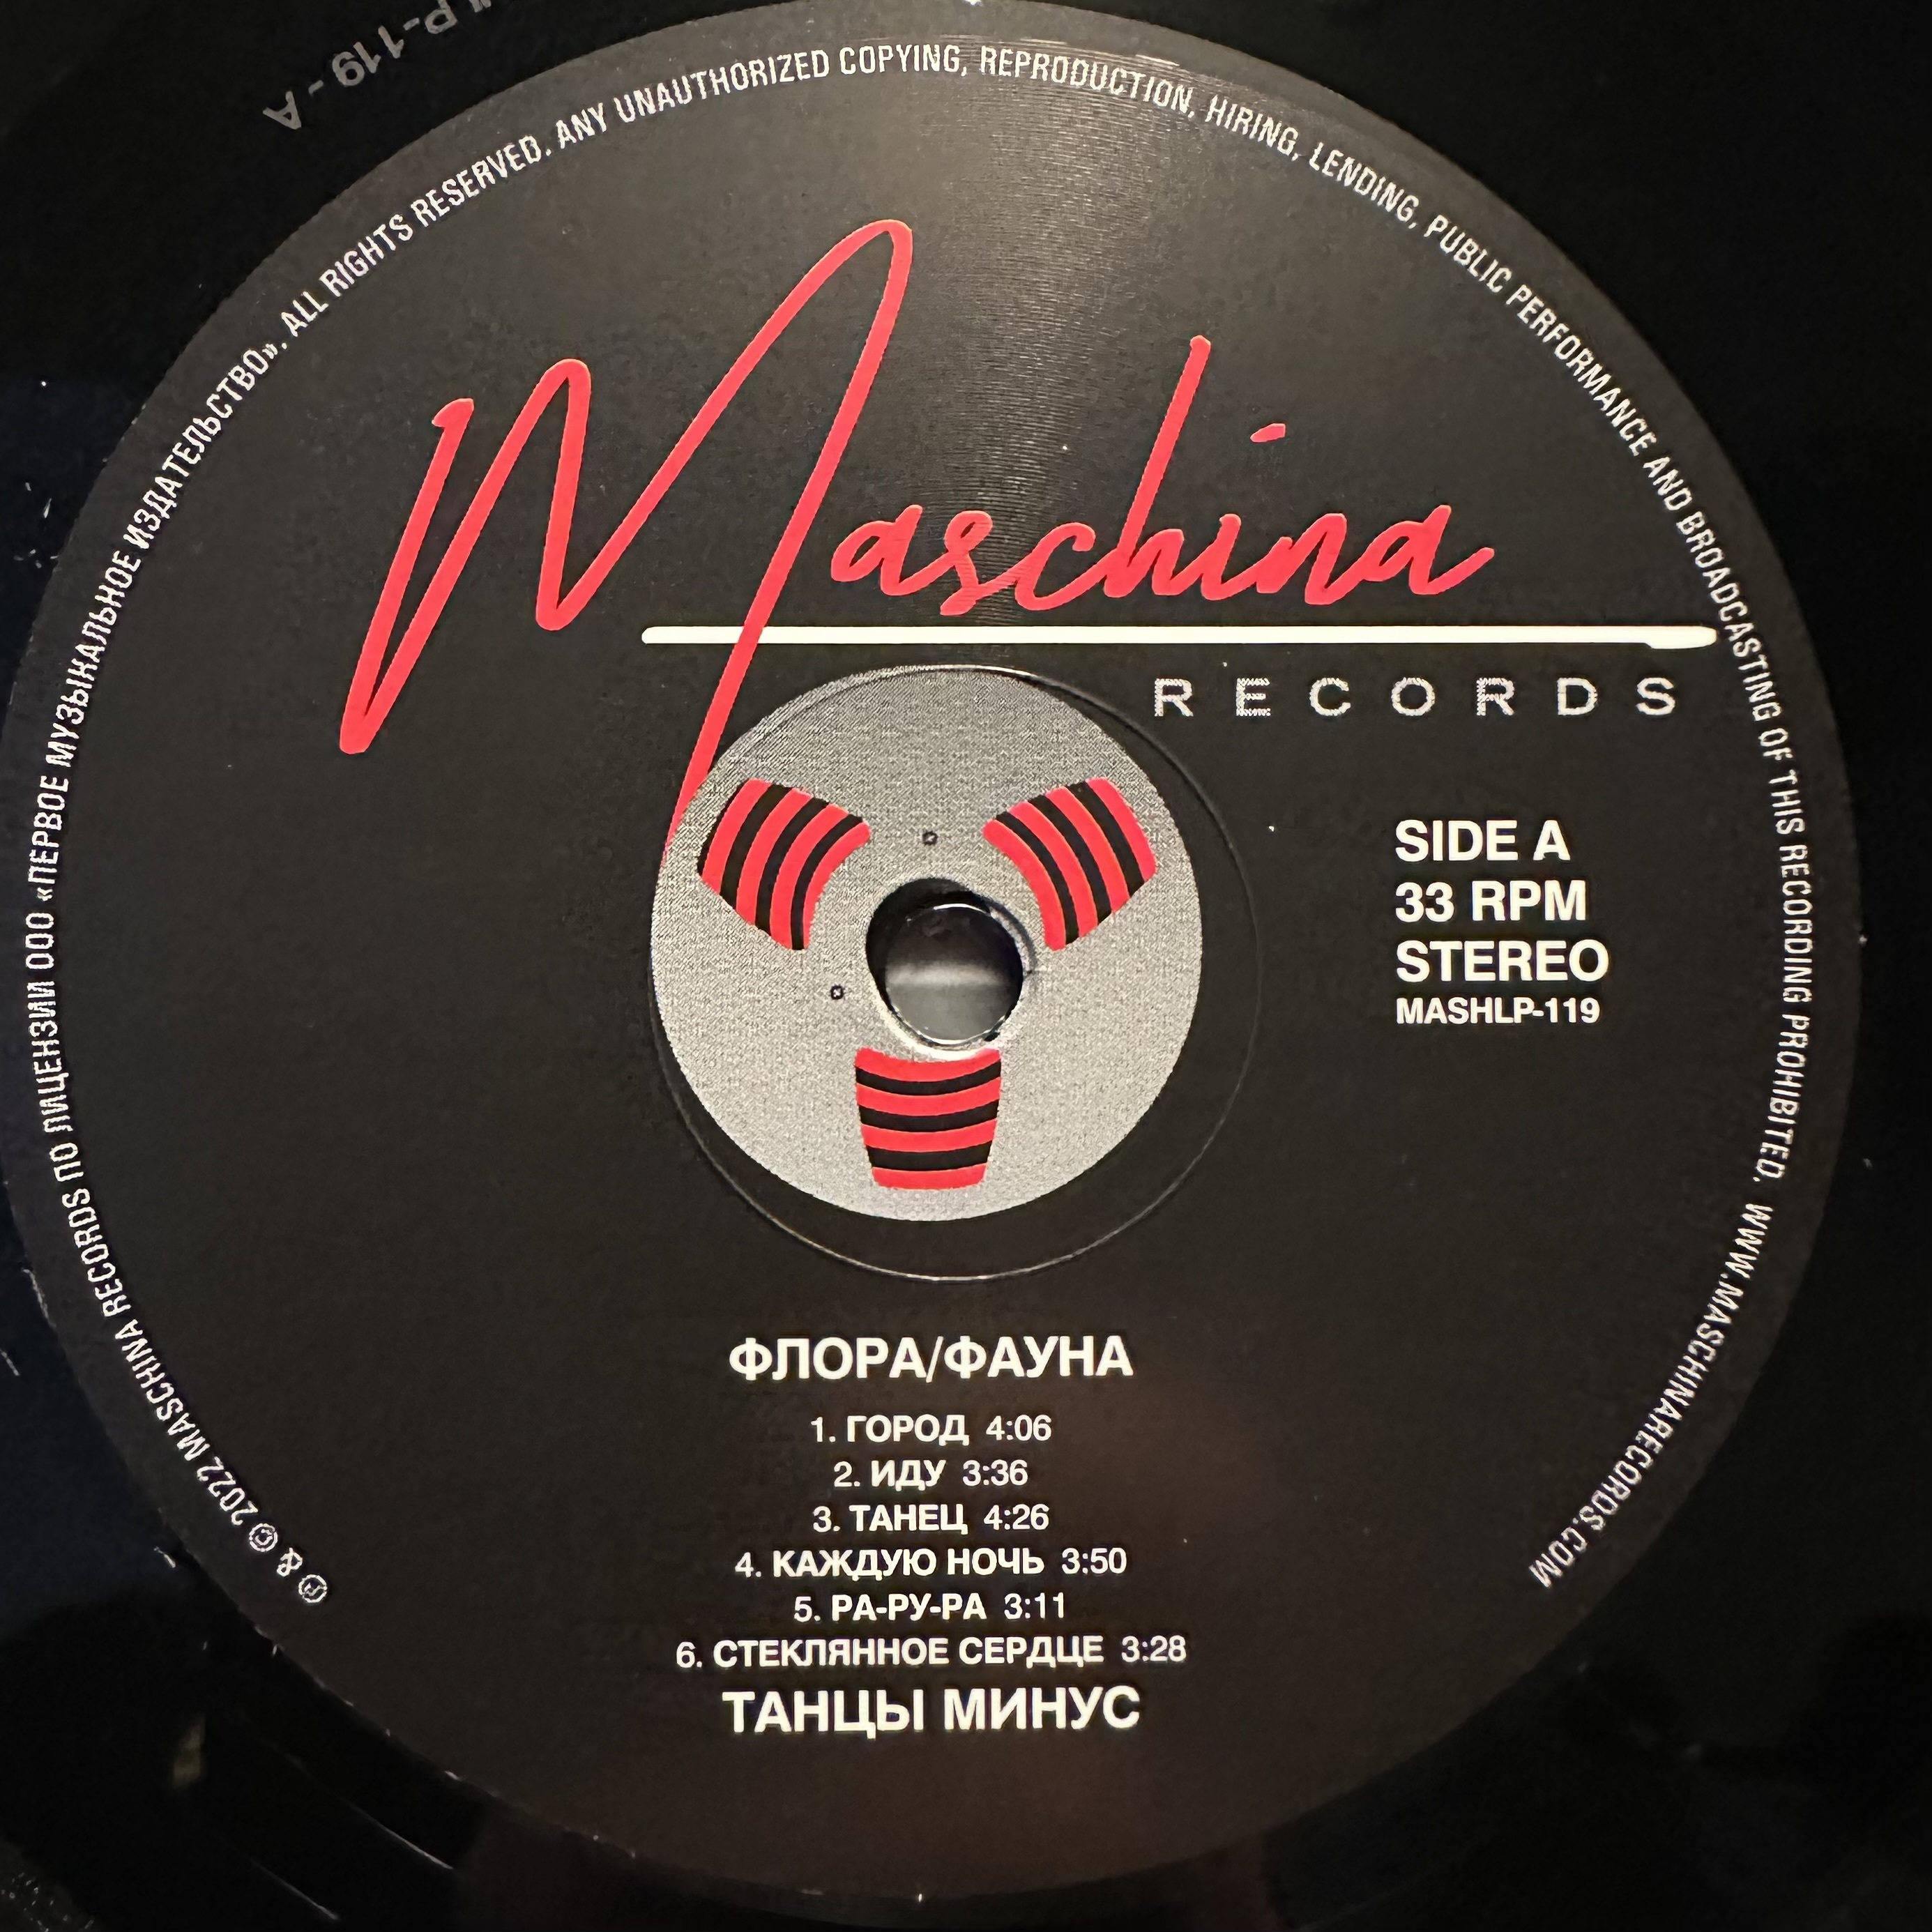 LP-119 - A
℗ & © 2022 MASCHINA RECORDS ПО ЛИЦЕНЗИИ ООО «ПЕРВОЕ МУЗЫКАЛЬНОЕ ИЗДАТЕЛЬСТВО». ALL RIGHTS RESERVED. ANY UNAUTHORIZED COPYING, REPRODUCTION, HIRING, LENDING, PUBLIC PERFORMANCE AND BROADCASTING OF THIS RECORDING PROHIBITED. WWW.MASCHINARECORDS.COM
Maschina
RECORDS
SIDE A
33 RPM
STEREO
MASHLP-119
ФЛОРА/ФАУНА
1. ГОРОД 4:06
2. ИДУ 3:36
3. ТАНЕЦ 4:26
4. КАЖДУЮ НОЧЬ 3:50
5. РА-РУ-РА 3:11
6. СТЕКЛЯННОЕ СЕРДЦЕ 3:28
ТАНЦЫ МИНУС